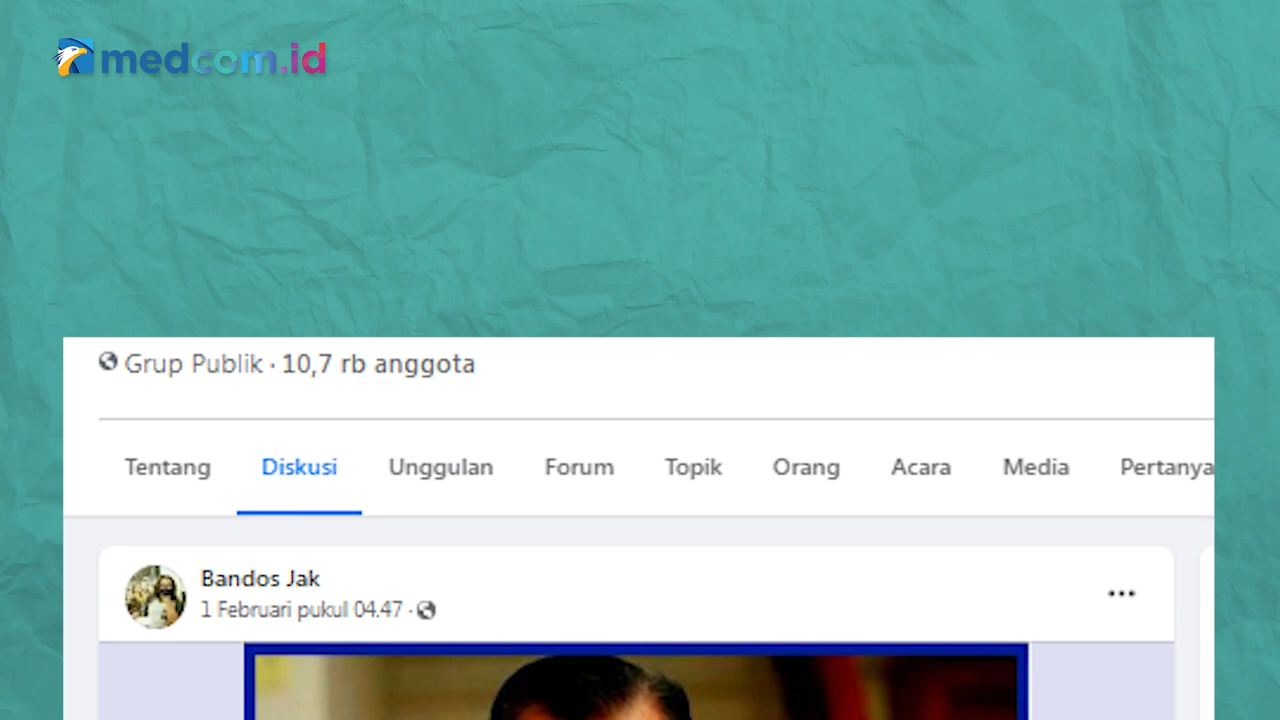 medcom.id
Grup Publik · 10,7 rb anggota
Tentang Diskusi Unggulan Forum Topik Orang Acara Media Pertanya
Bandos Jak
1 Februari pukul 04.47 ·